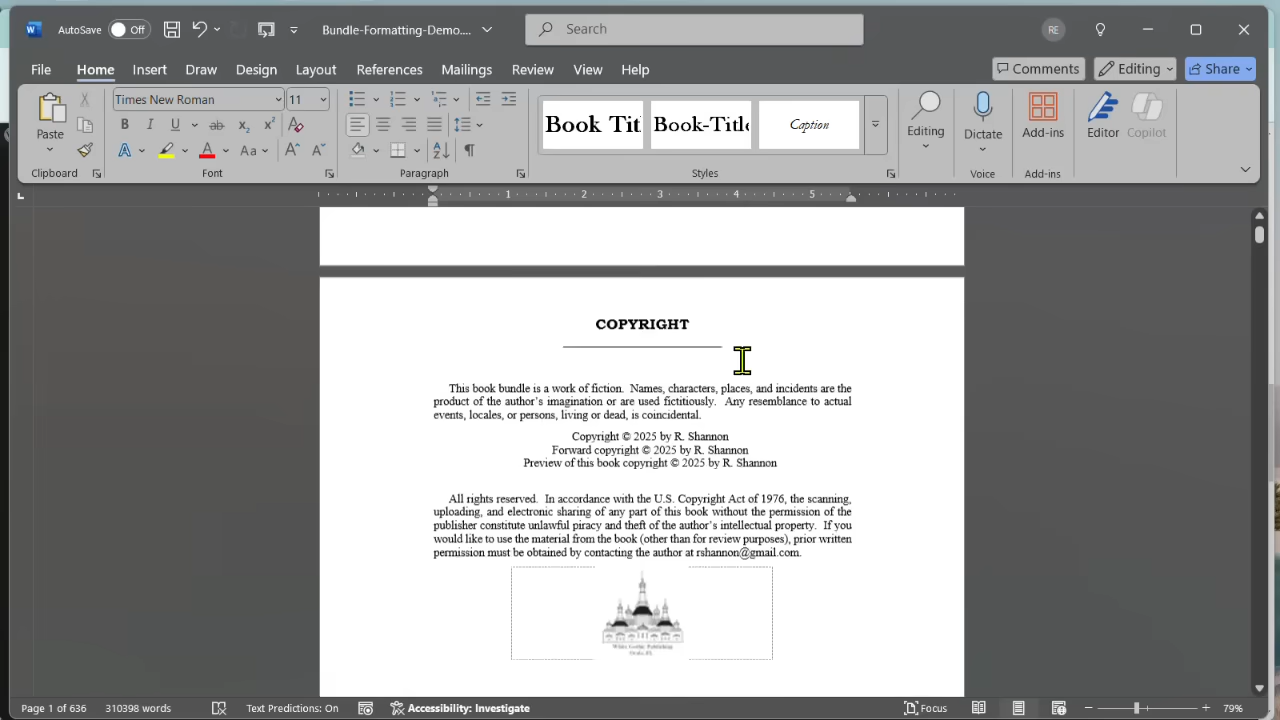 AutoSave Off Bundle-Formatting-Demo.... Search RE
File Home Insert Draw Design Layout References Mailings Review View Help Comments Editing Share
Times New Roman 11
Book Tit Book-Title Caption
Paste Editing Dictate Add-ins Editor Copilot
Clipboard Font Paragraph Styles Voice Add-ins
1 2 3 4 5
COPYRIGHT
This book bundle is a work of fiction. Names, characters, places, and incidents are the
product of the author's imagination or are used fictitiously. Any resemblance to actual
events, locales, or persons, living or dead, is coincidental.
Copyright © 2025 by R. Shannon
Forward copyright © 2025 by R. Shannon
Preview of this book copyright © 2025 by R. Shannon
All rights reserved. In accordance with the U.S. Copyright Act of 1976, the scanning,
uploading, and electronic sharing of any part of this book without the permission of the
publisher constitute unlawful piracy and theft of the author's intellectual property. If you
would like to use the material from the book (other than for review purposes), prior written
permission must be obtained by contacting the author at rshannon@gmail.com.
White Gothic Publishing
Page 1 of 636 310398 words Text Predictions: On Accessibility: Investigate Focus 79%